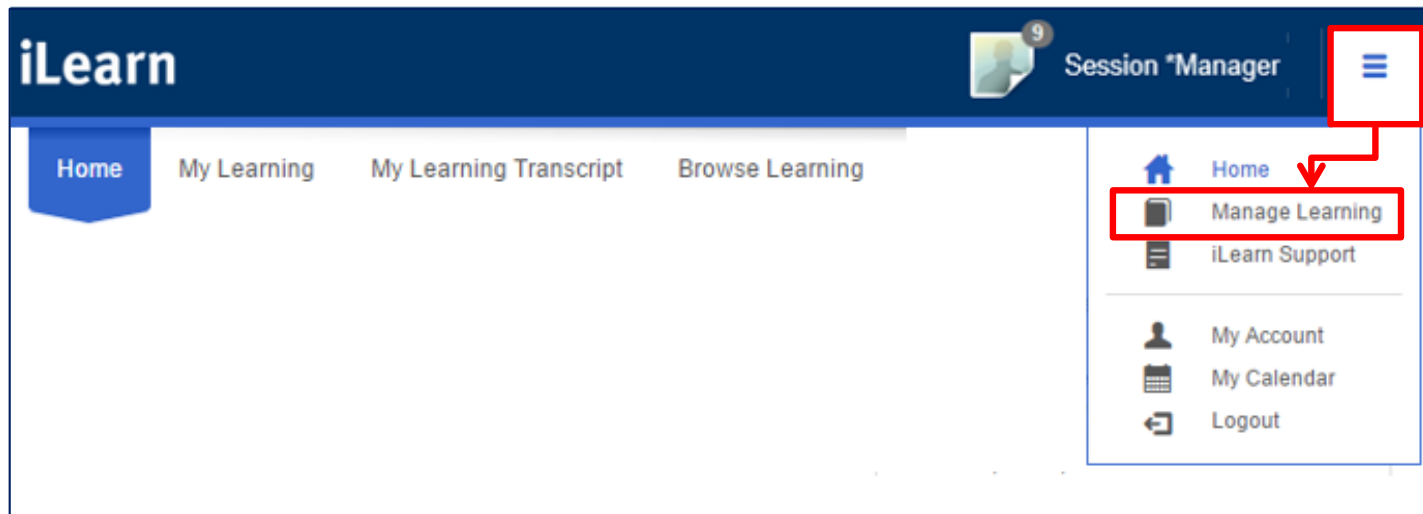 iLearn
9
Session *Manager
Home My Learning My Learning Transcript Browse Learning
Home
Manage Learning
iLearn Support
My Account
My Calendar
Logout